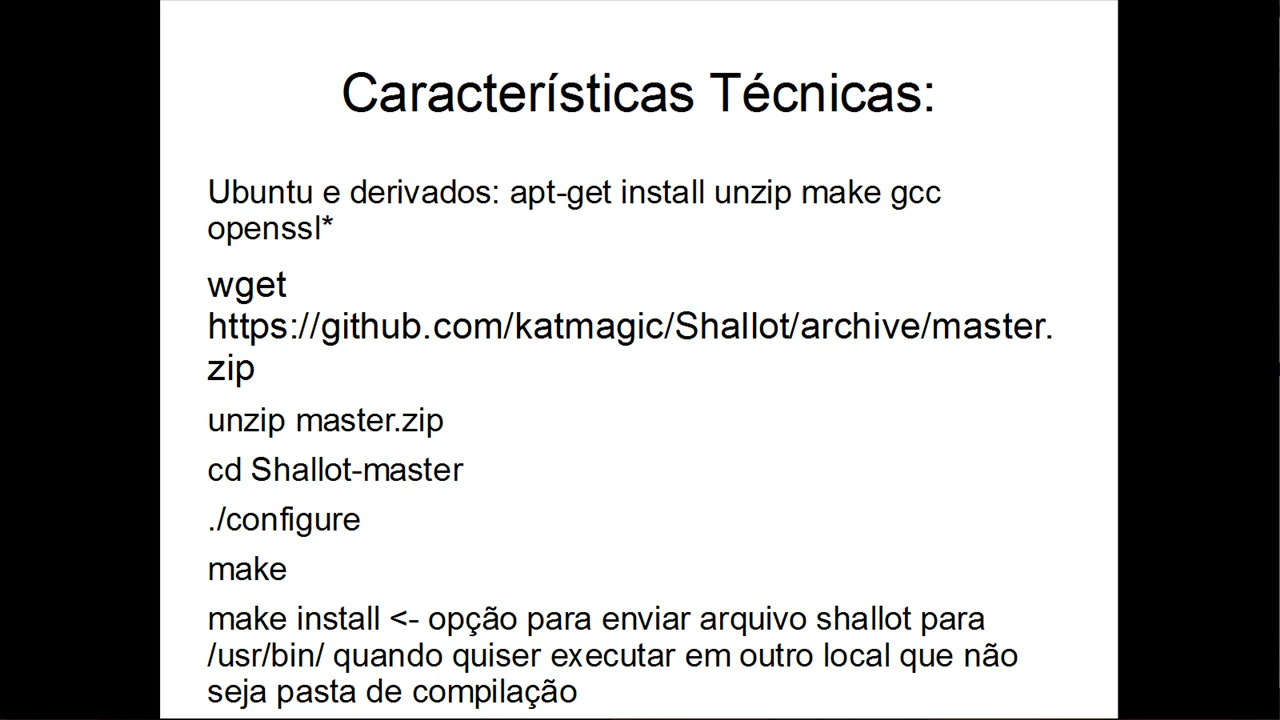 Características Técnicas:
Ubuntu e derivados: apt-get install unzip make gcc
openssl*
wget
https://github.com/katmagic/Shallot/archive/master.
zip
unzip master.zip
cd Shallot-master
./configure
make
make install <- opção para enviar arquivo shallot para
/usr/bin/ quando quiser executar em outro local que não
seja pasta de compilação